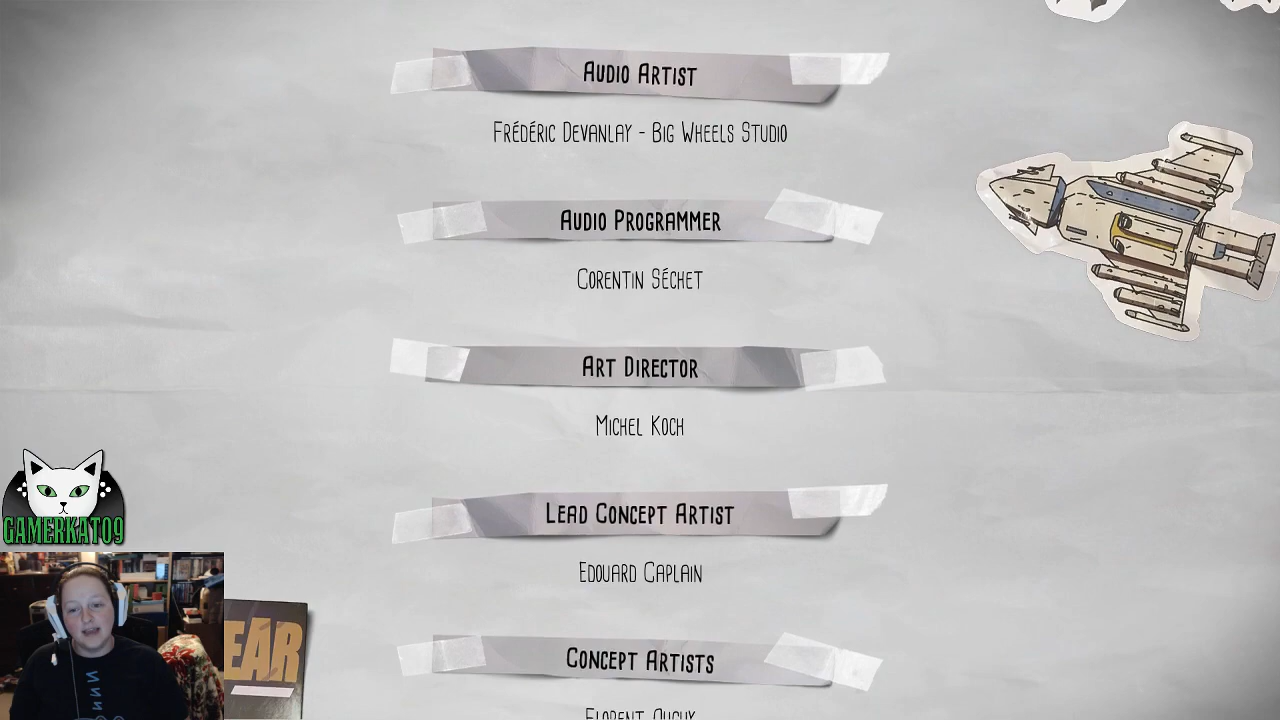 Audio Artist
Frédéric Devanlay - Big Wheels Studio
Audio Programmer
Corentin Séchet
Art Director
Michel Koch
Lead Concept Artist
Edouard Caplain
Concept Artists
GAMERKAT09
EAR